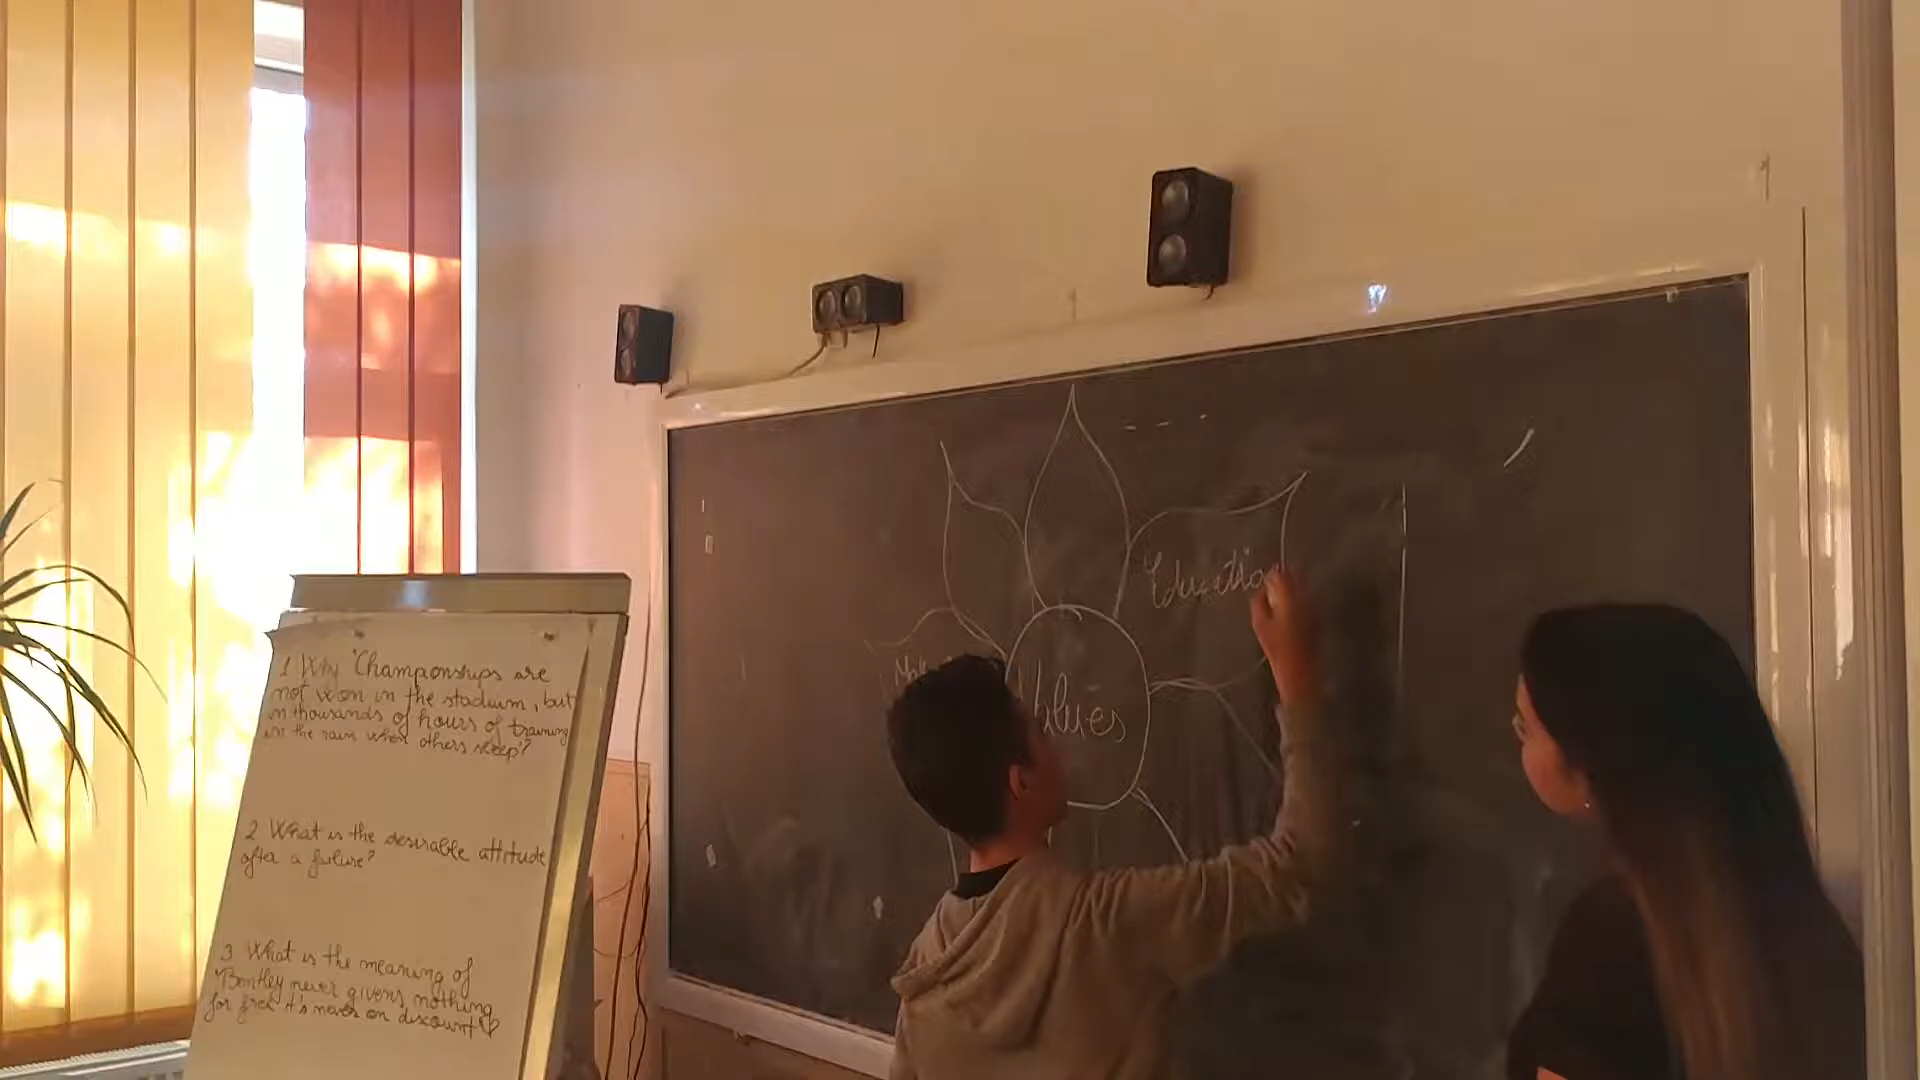 1 Why "Champonships are
not won in the stadium, but
in thousands of hours of training
in the rain when others sleep"?
2 What is the desirable attitude
after a failure?
3 What is the meaning of
"Bentley never givens nothing
for free it's never on discount"?
Education
Values